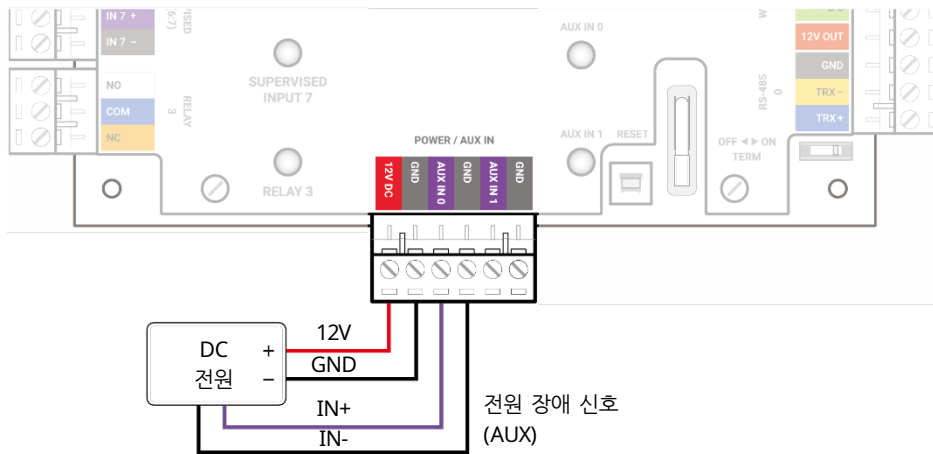 IN 7 +
IN 7 −
(6:7)
NO
COM
NC
RELAY
3
SUPERVISED
INPUT 7
RELAY 3
AUX IN 0
AUX IN 1
RESET
POWER / AUX IN
12V DC
GND
AUX IN 0
GND
AUX IN 1
GND
12V OUT
GND
TRX −
TRX+
RS-485
0
OFF ◀ ▶ ON
TERM
DC
전원
+
−
12V
GND
IN+
IN-
전원 장애 신호
(AUX)